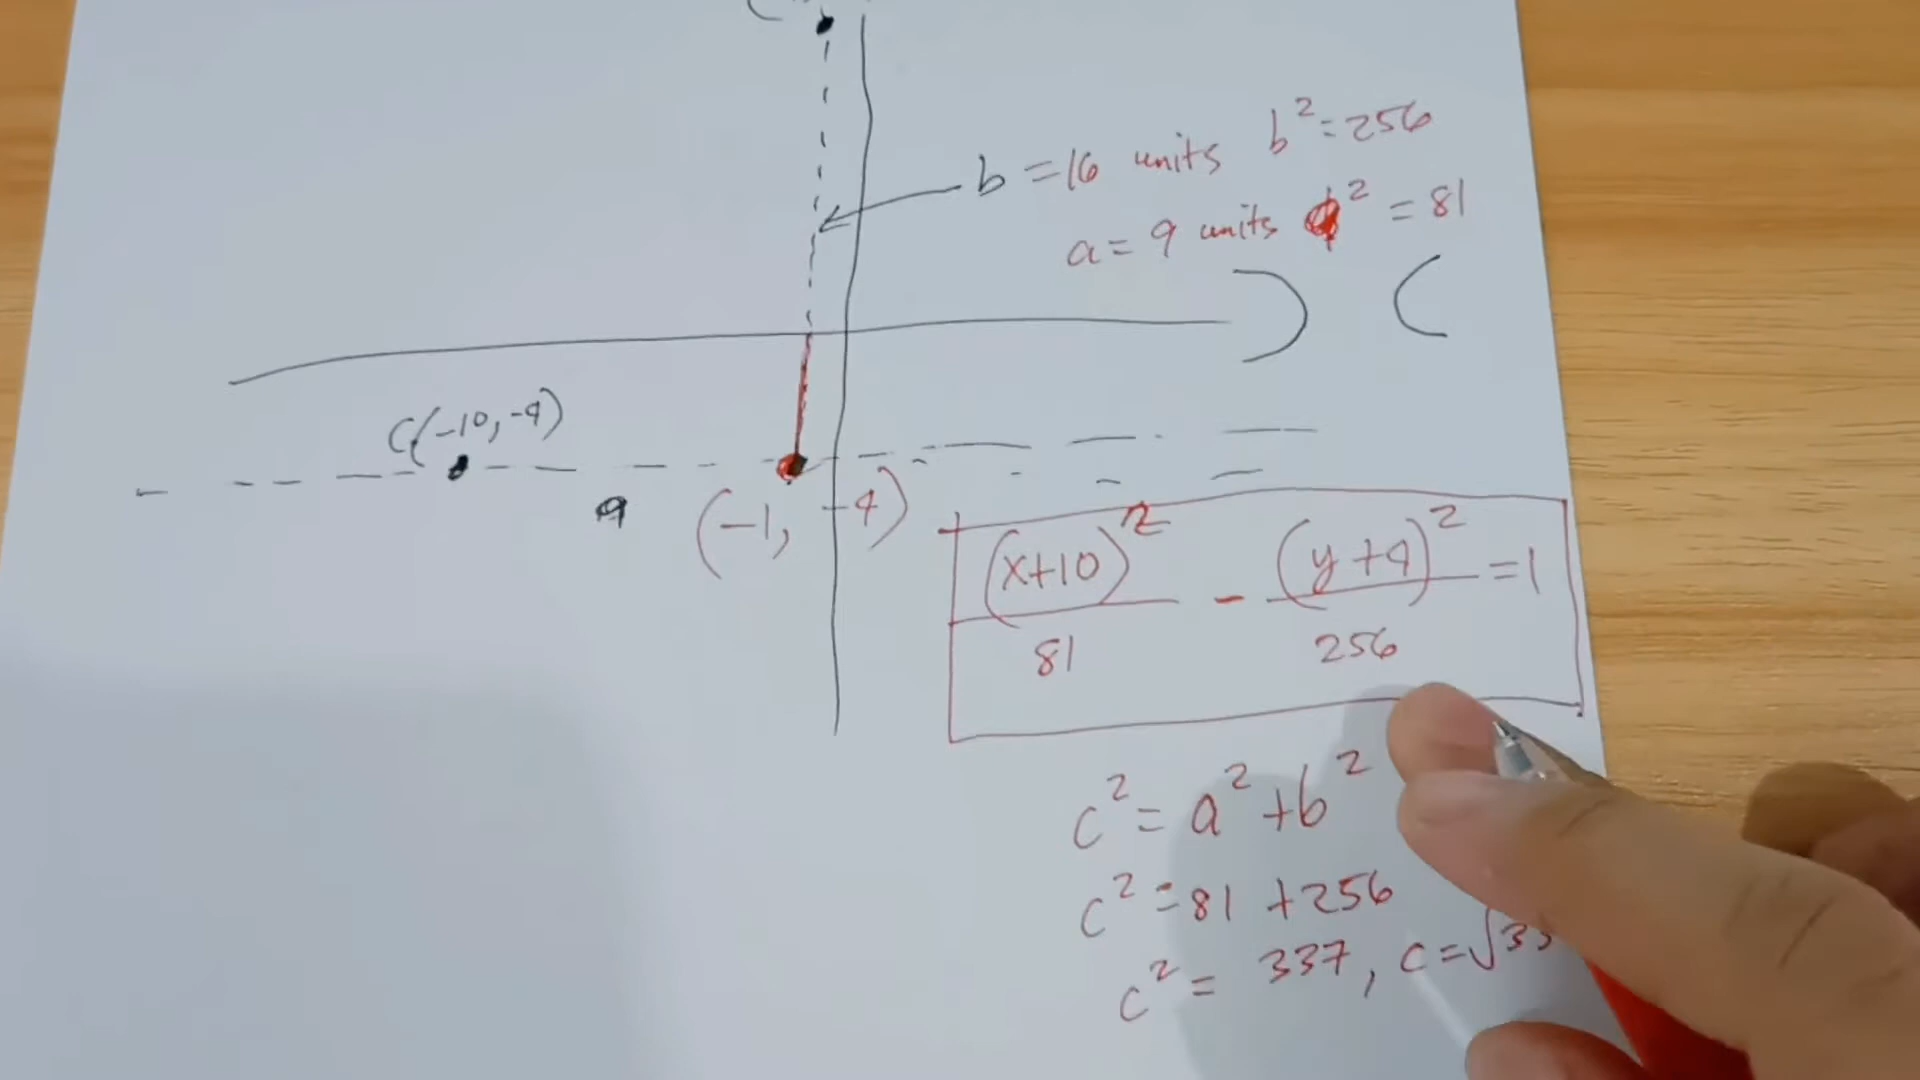 b = 16 units b² = 256
a = 9 units ² = 81
C(-10, -4)
9
(-1, -4)
(x+10)² - (y+4)² = 1
81 256
c² = a² + b²
c² = 81 + 256
c² = 337, c = √33